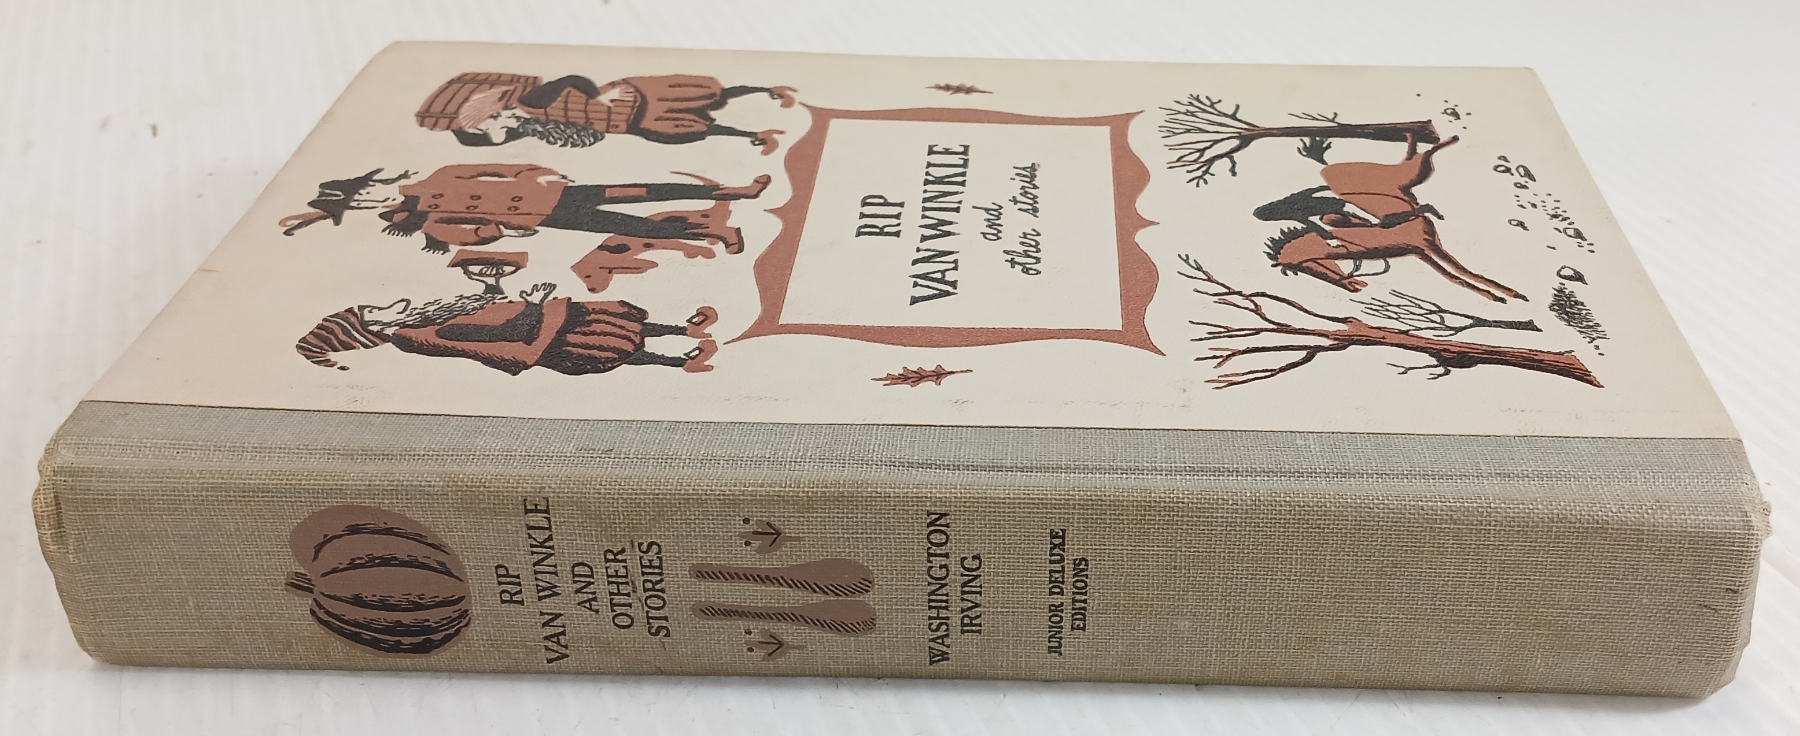 RIP
VAN WINKLE
and
other stories
RIP
VAN WINKLE
AND
OTHER
STORIES
WASHINGTON
IRVING
JUNIOR DELUXE
EDITIONS